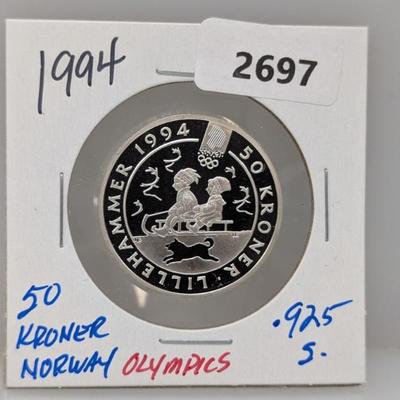 1994
2697
LILLEHAMMER 1994
50 KRONER
50
KRONER
NORWAY OLYMPICS
.925
S.